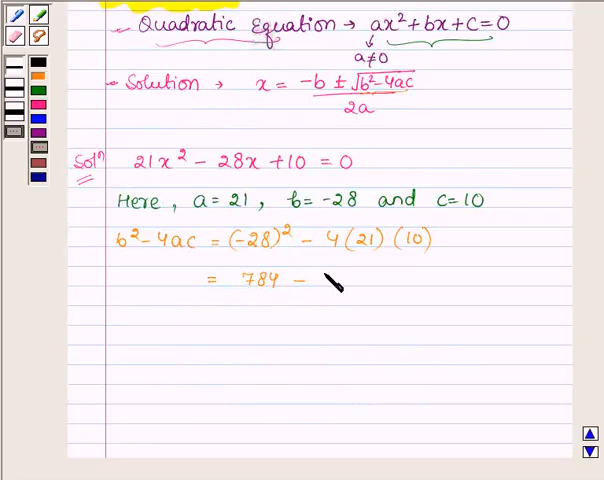 Quadratic Equation → ax² + bx + c = 0
a ≠ 0
Solution → x = -b ± √b² - 4ac
2a
Solⁿ 21x² - 28x + 10 = 0
Here, a = 21, b = -28 and c = 10
b² - 4ac = (-28)² - 4(21)(10)
= 784 -